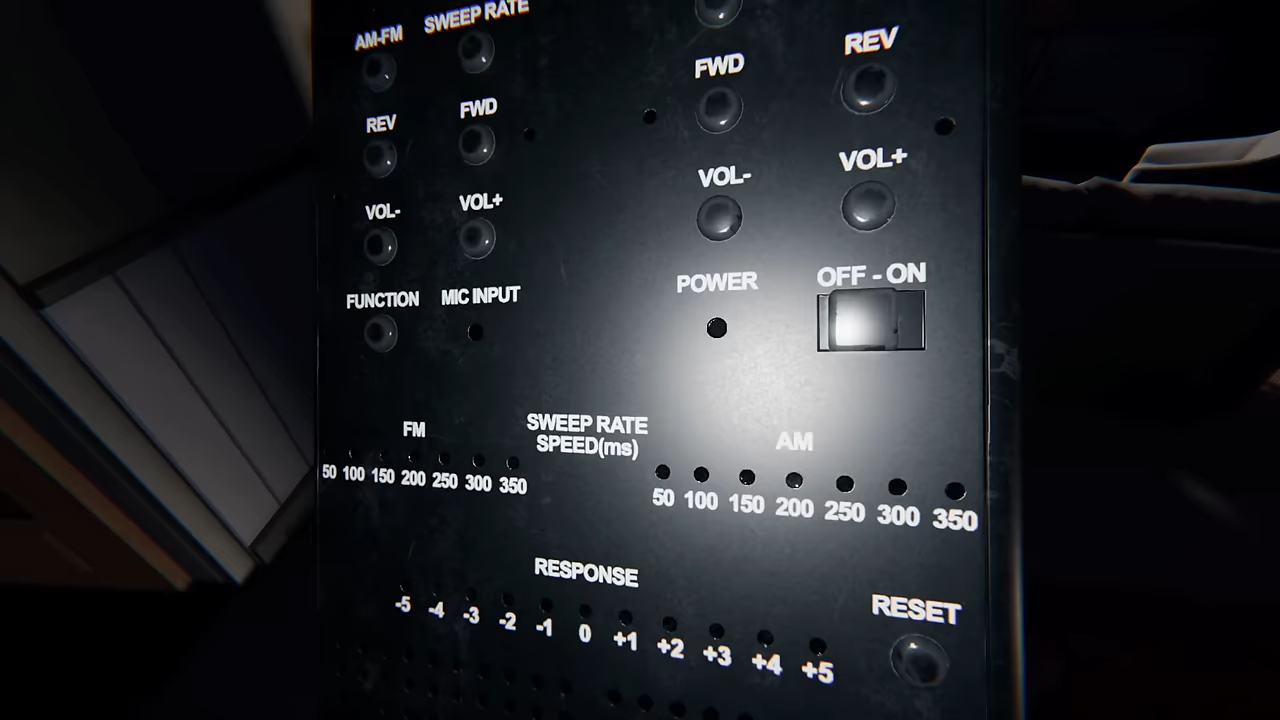 AM-FM SWEEP RATE
REV
FWD
REV FWD
VOL- VOL+
VOL- VOL+
POWER OFF - ON
FUNCTION MIC INPUT
FM
SWEEP RATE
SPEED(ms)
AM
50 100 150 200 250 300 350
50 100 150 200 250 300 350
RESPONSE
-5 -4 -3 -2 -1 0 +1 +2 +3 +4 +5
RESET